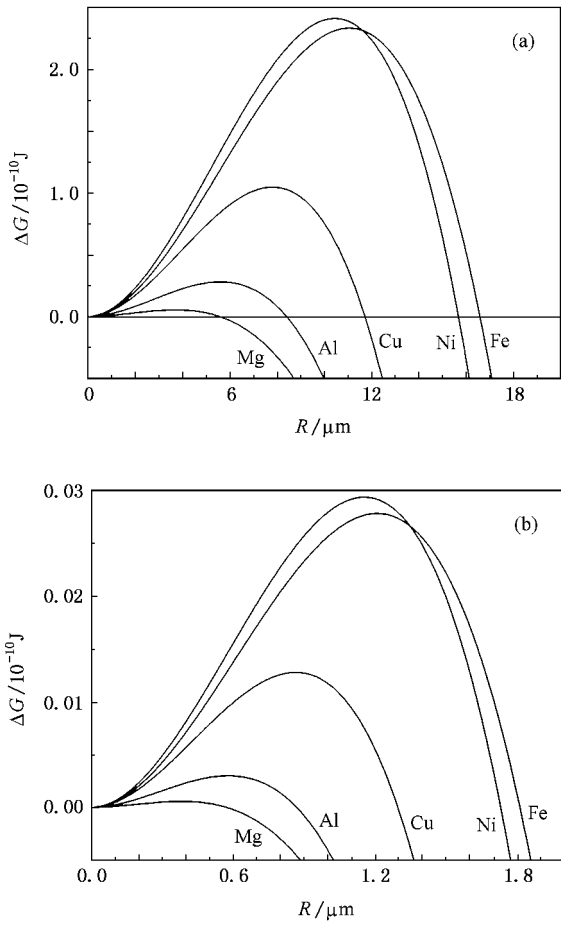 (a)
2.0
1.0
0.0
ΔG/10⁻¹⁰J
Mg
Al
Cu
Ni
Fe
0
6
12
18
R/μm
(b)
0.03
0.02
0.01
0.00
ΔG/10⁻¹⁰J
Mg
Al
Cu
Ni
Fe
0.0
0.6
1.2
1.8
R/μm